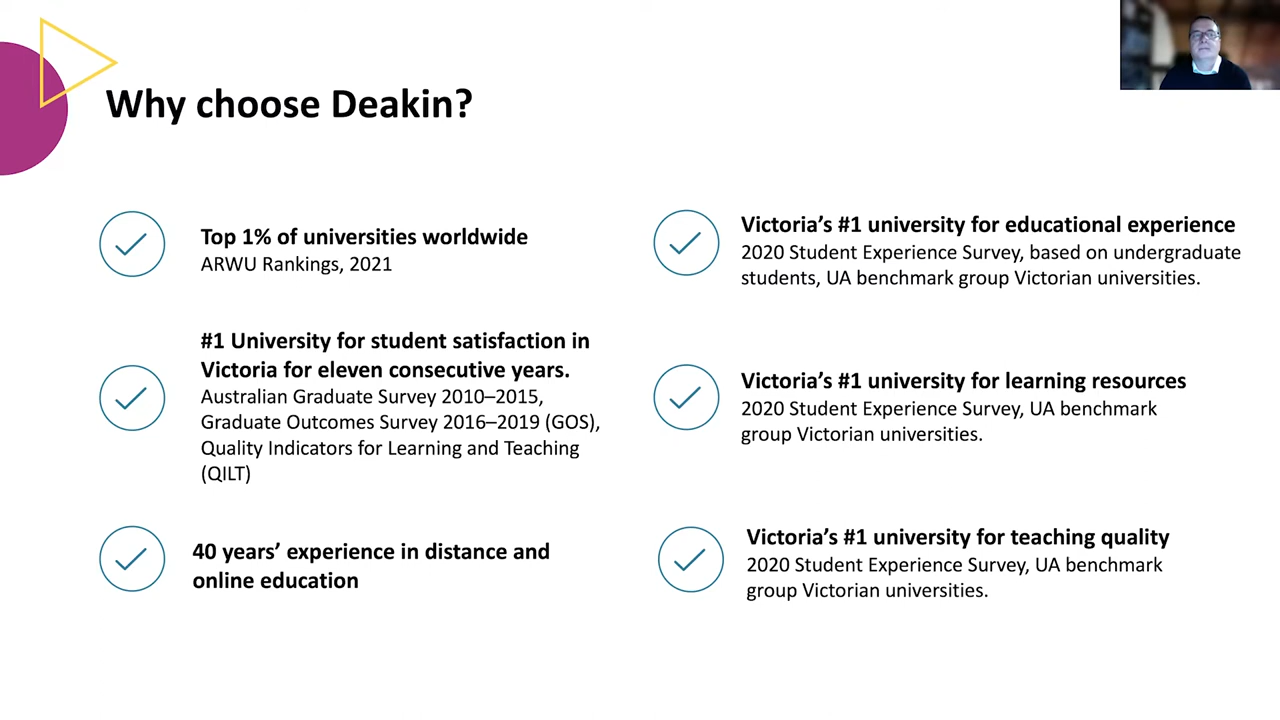 Why choose Deakin?
Top 1% of universities worldwide
ARWU Rankings, 2021
#1 University for student satisfaction in
Victoria for eleven consecutive years.
Australian Graduate Survey 2010–2015,
Graduate Outcomes Survey 2016–2019 (GOS),
Quality Indicators for Learning and Teaching
(QILT)
40 years’ experience in distance and
online education
Victoria’s #1 university for educational experience
2020 Student Experience Survey, based on undergraduate
students, UA benchmark group Victorian universities.
Victoria’s #1 university for learning resources
2020 Student Experience Survey, UA benchmark
group Victorian universities.
Victoria’s #1 university for teaching quality
2020 Student Experience Survey, UA benchmark
group Victorian universities.